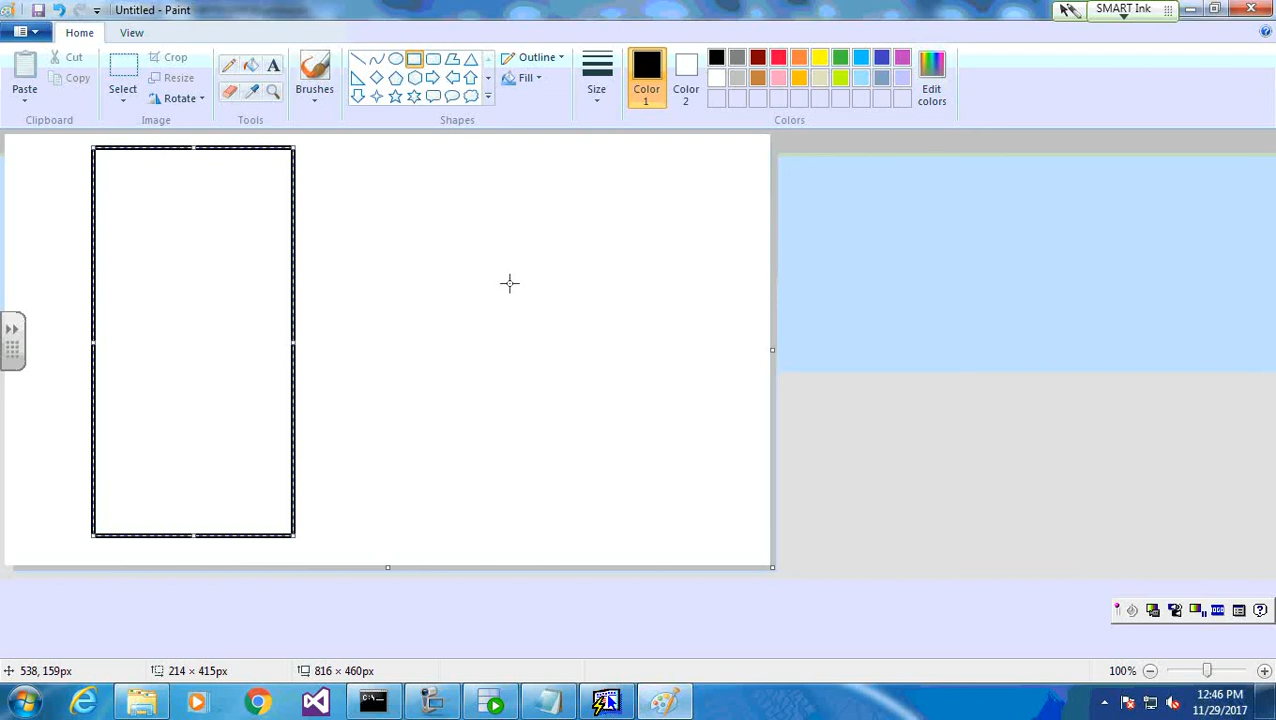 Untitled - Paint
SMART Ink
Home View
Cut
Copy
Paste
Crop
Resize
Rotate
Select
A
Brushes
Outline
Fill
Size
Color 1
Color 2
Edit colors
Clipboard Image Tools Shapes Colors
538, 159px 214 × 415px 816 × 460px 100%
C:\_
12:46 PM
11/29/2017